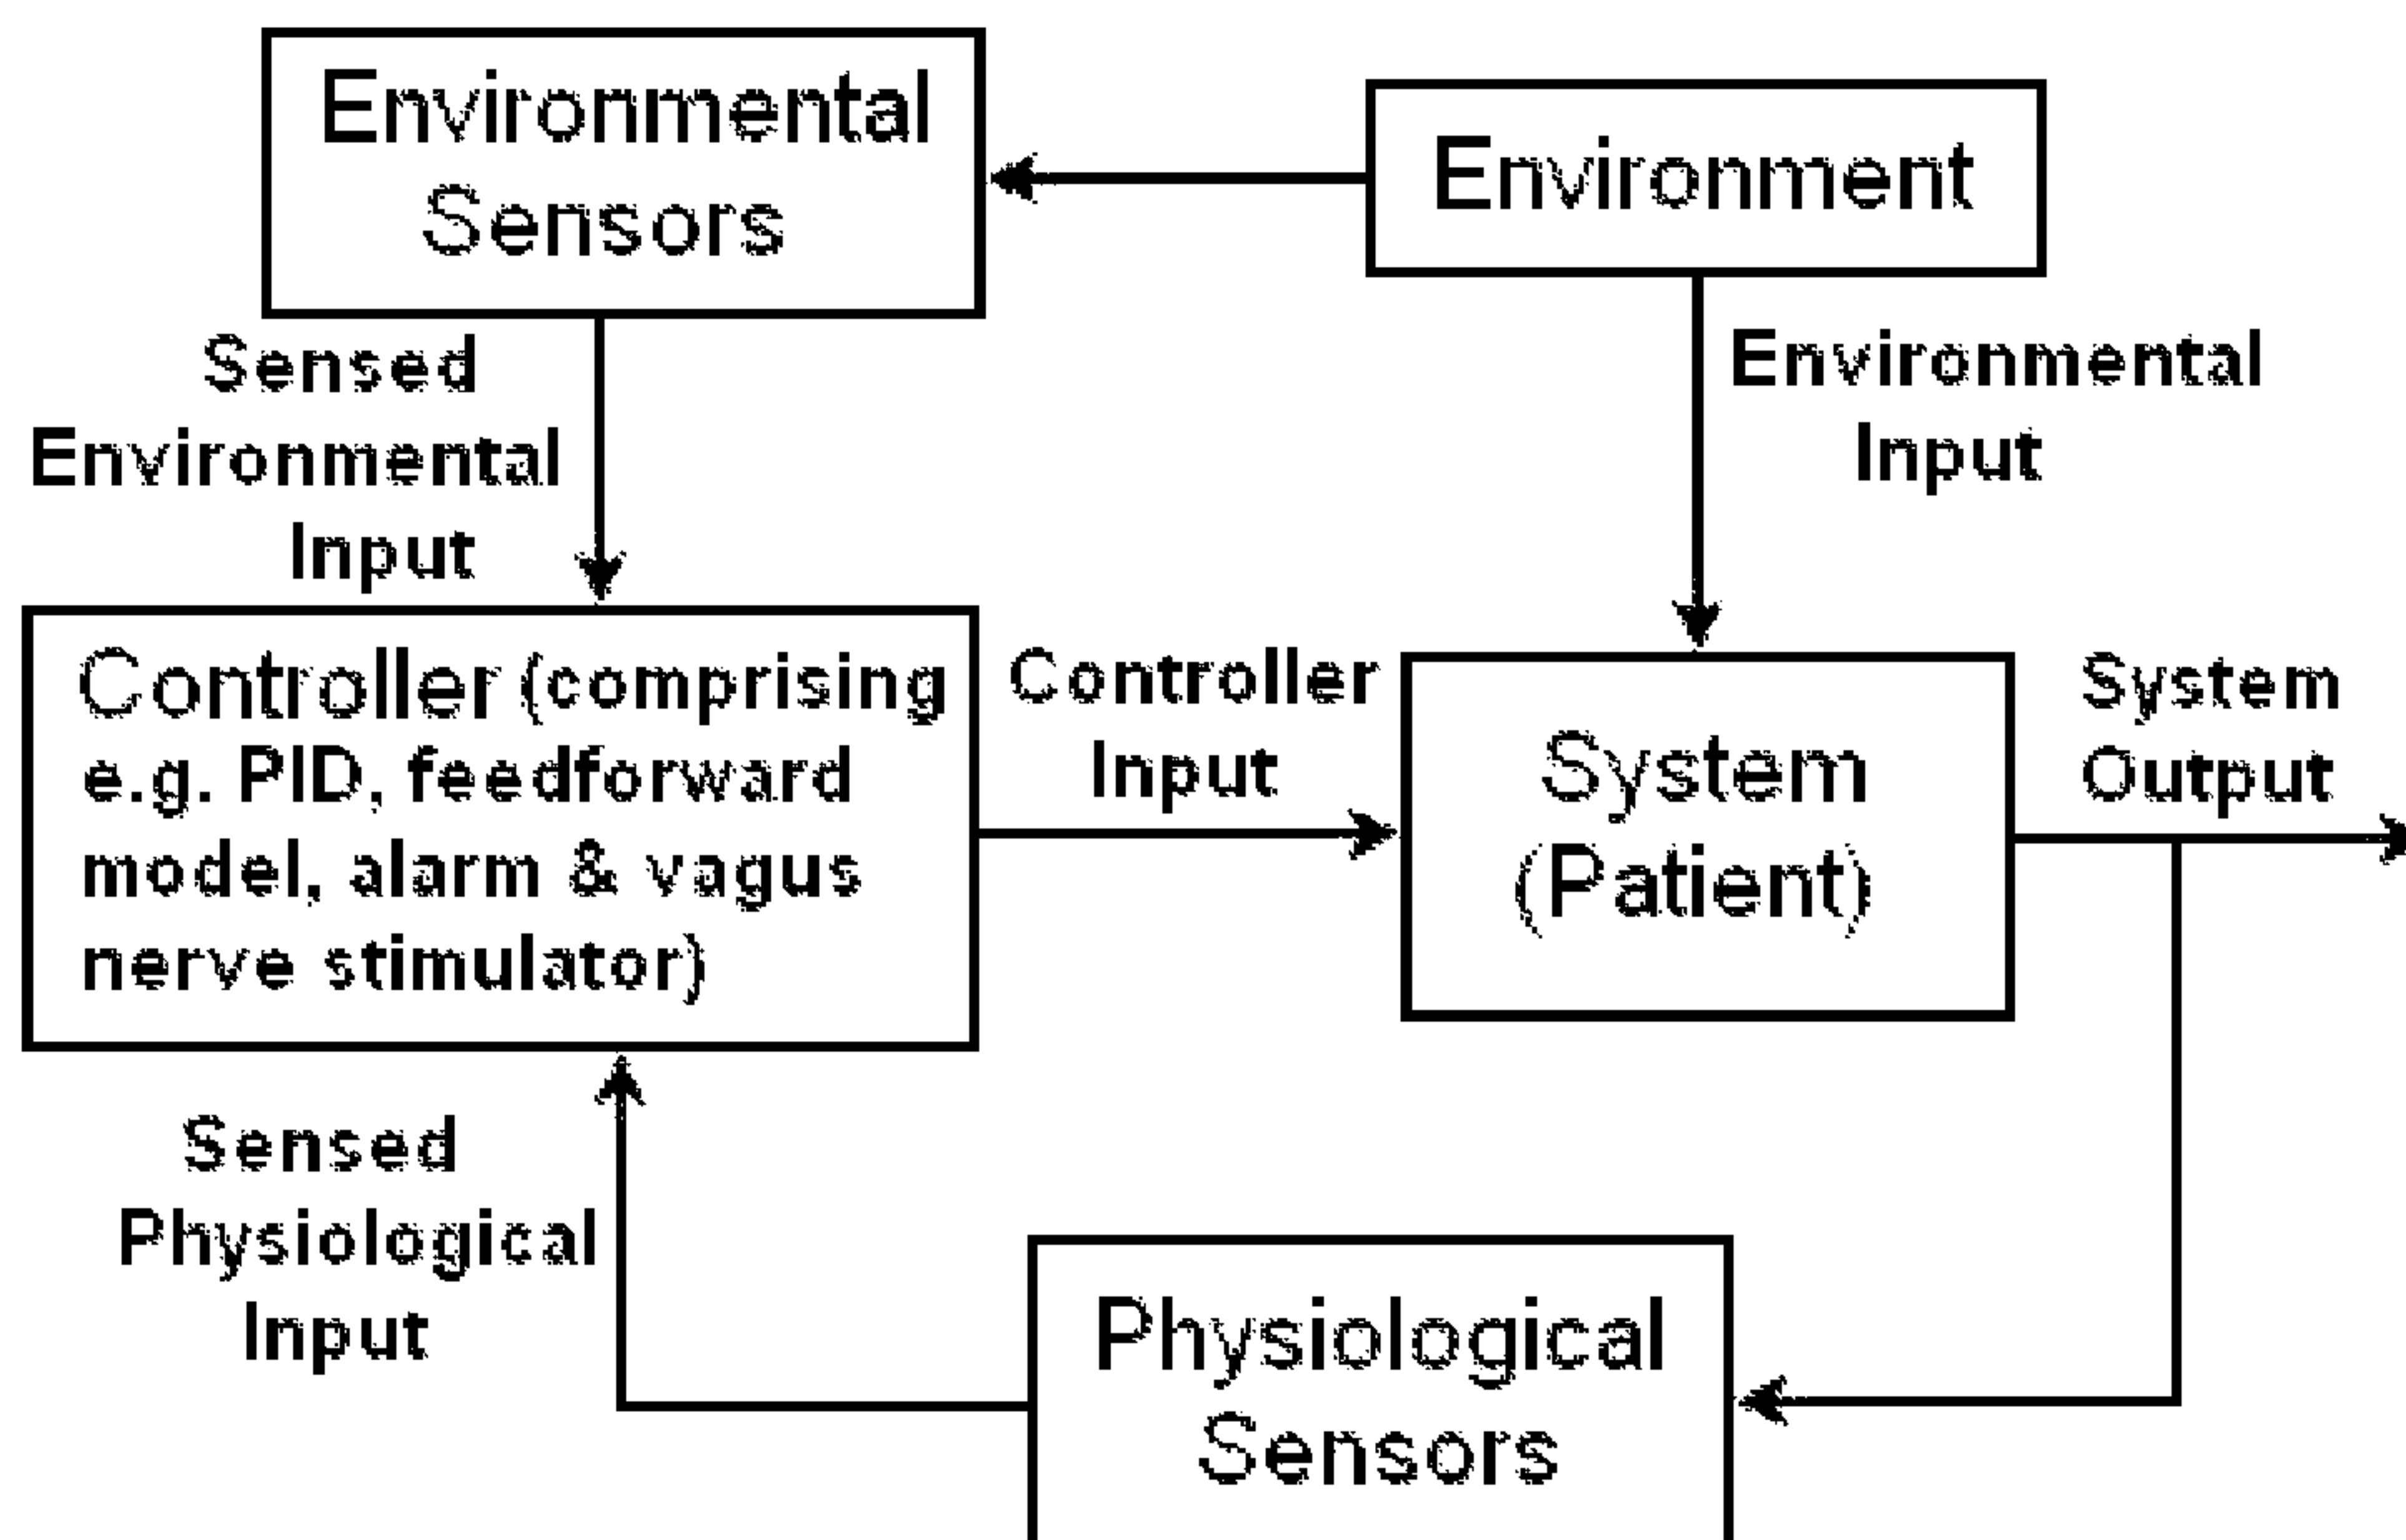 Environmental
Sensors
Environment
Sensed
Environmental
Input
Environmental
Input
Controller (comprising
e.g. PID, feedforward
model, alarm & vagus
nerve stimulator)
Controller
Input
System
(Patient)
System
Output
Sensed
Physiological
Input
Physiological
Sensors